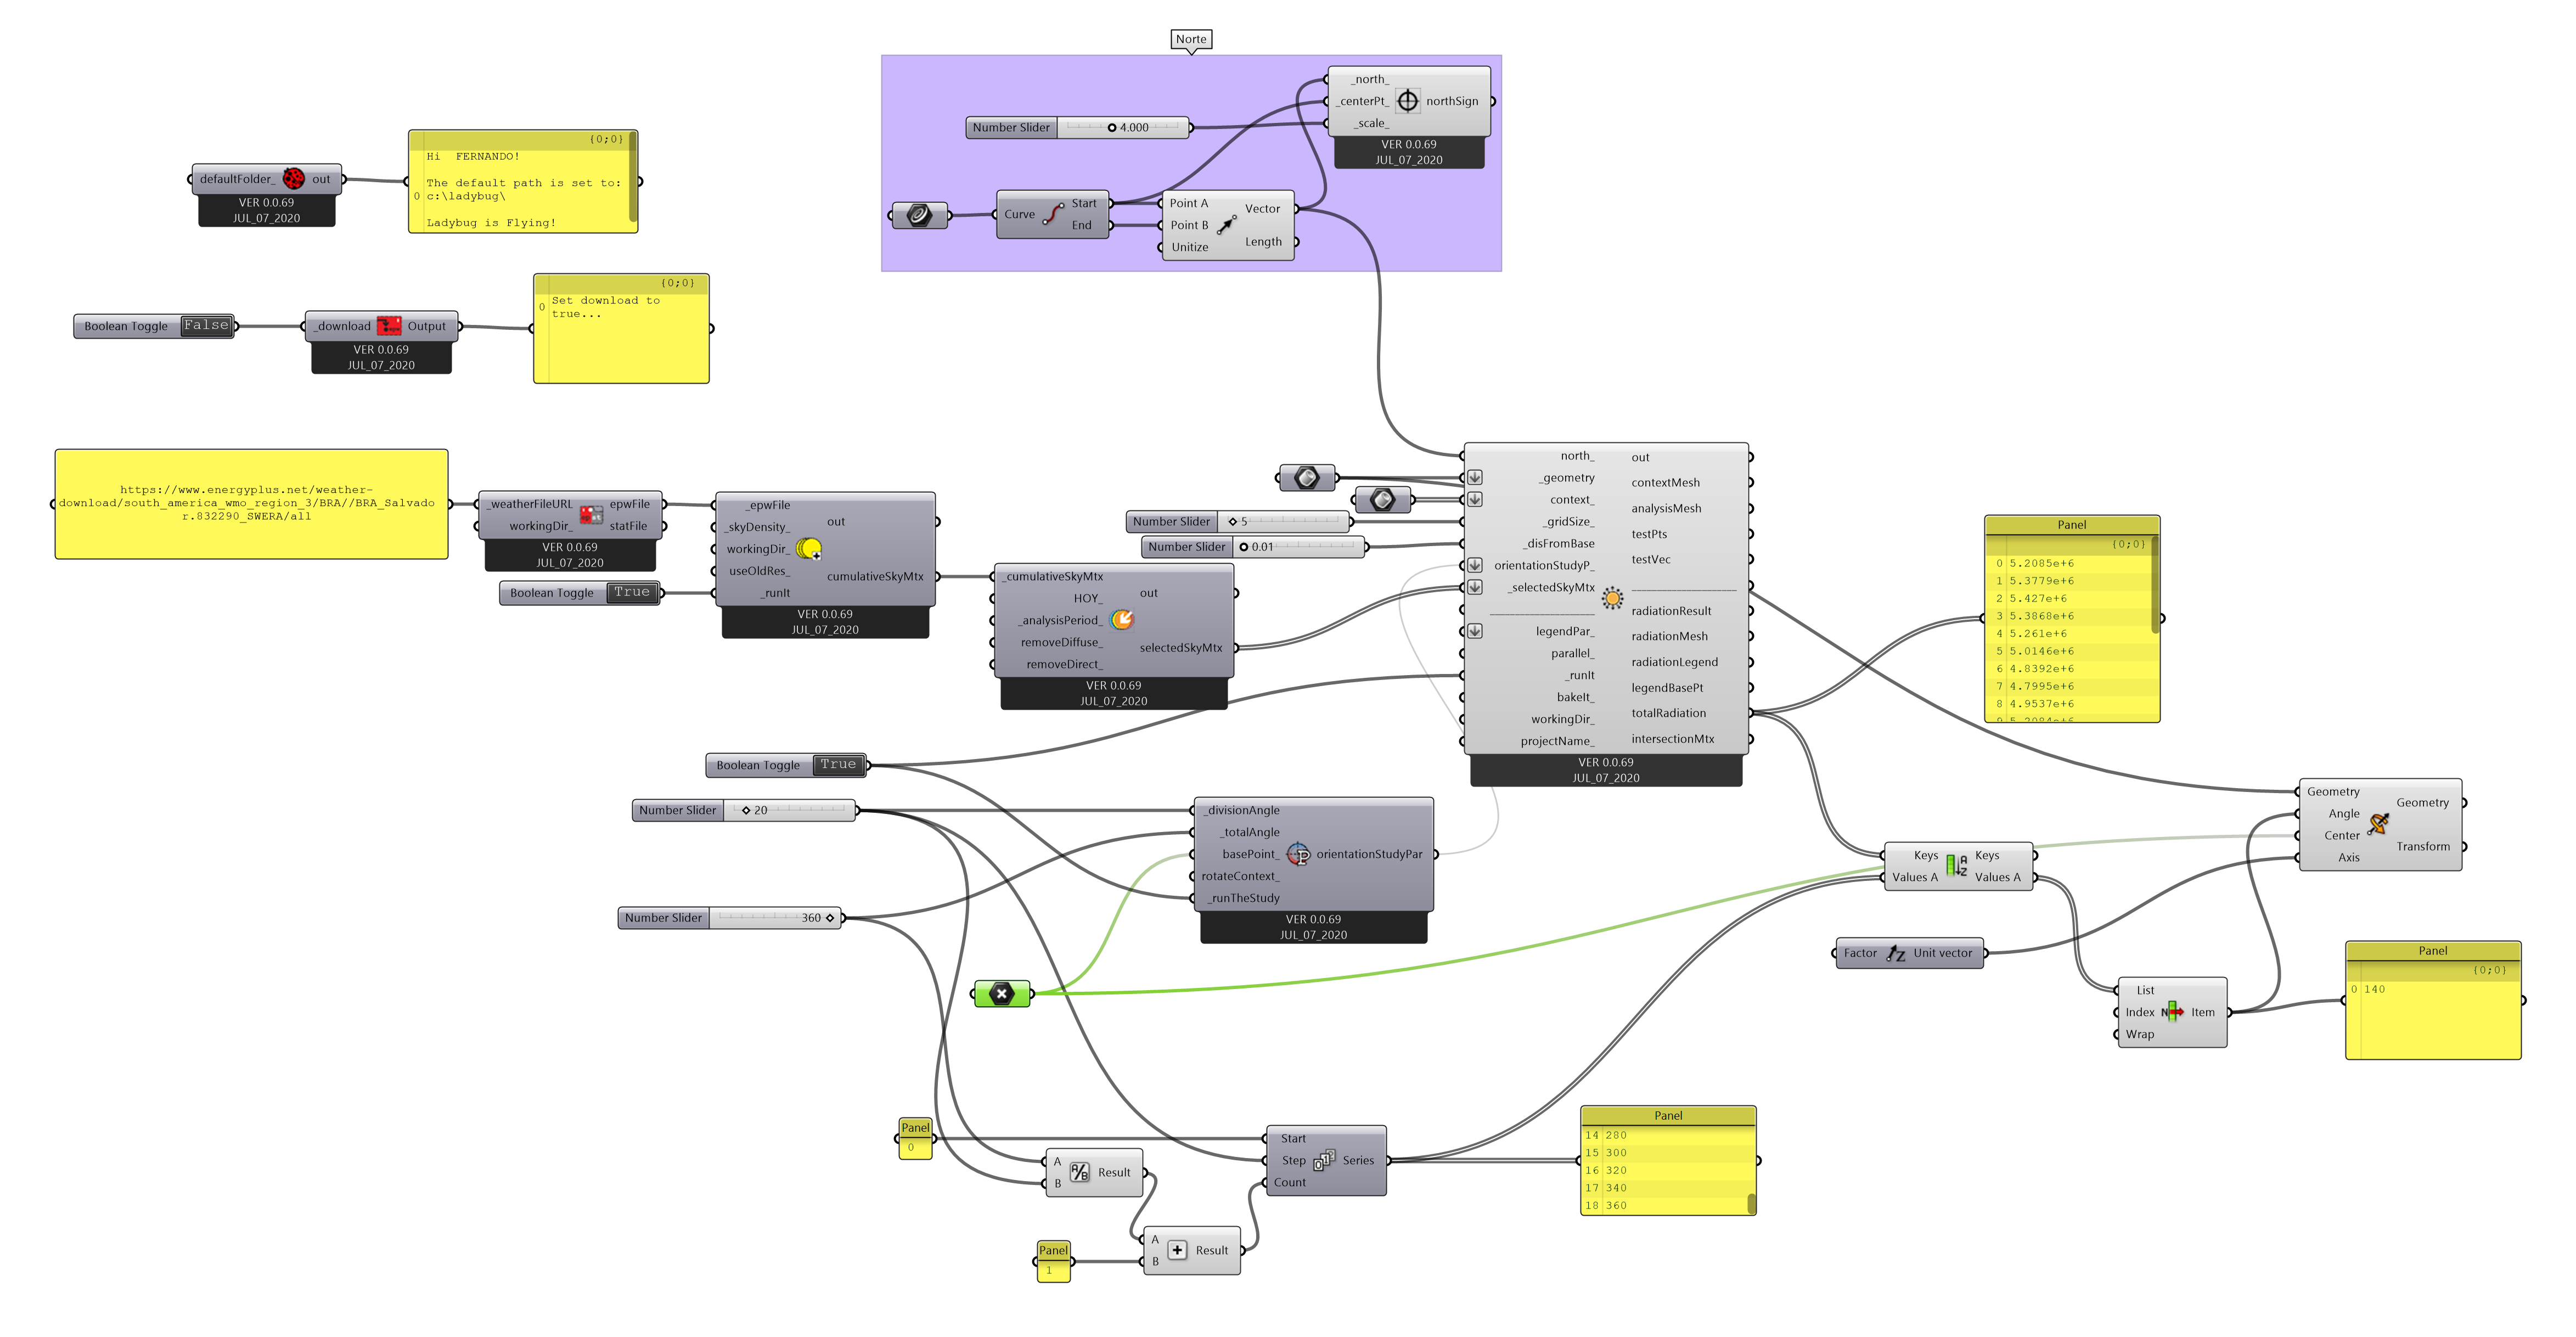 Norte
_north_
_centerPt_
_scale_
northSign
VER 0.0.69
JUL_07_2020
Number Slider
4.000
Curve
Start
End
Point A
Point B
Unitize
Vector
Length
defaultFolder_
out
VER 0.0.69
JUL_07_2020
{0;0}
0
Hi  FERNANDO!
The default path is set to:
c:\ladybug\
Ladybug is Flying!
Boolean Toggle
False
_download
Output
VER 0.0.69
JUL_07_2020
{0;0}
0
Set download to
true...
https://www.energyplus.net/weather-
download/south_america_wmo_region_3/BRA//BRA_Salvado
r.832290_SWERA/all
_weatherFileURL
workingDir_
epwFile
statFile
VER 0.0.69
JUL_07_2020
Boolean Toggle
True
_epwFile
_skyDensity_
workingDir_
useOldRes_
_runIt
out
cumulativeSkyMtx
VER 0.0.69
JUL_07_2020
_cumulativeSkyMtx
HOY_
_analysisPeriod_
removeDiffuse_
removeDirect_
out
selectedSkyMtx
VER 0.0.69
JUL_07_2020
Number Slider
5
Number Slider
0.01
north_
_geometry
context_
_gridSize_
_disFromBase
orientationStudyP_
_selectedSkyMtx
____________________
legendPar_
parallel_
_runIt
bakeIt_
workingDir_
projectName_
out
contextMesh
analysisMesh
testPts
testVec
____________________
radiationResult
radiationMesh
radiationLegend
legendBasePt
totalRadiation
intersectionMtx
VER 0.0.69
JUL_07_2020
Panel
{0;0}
0 5.2085e+6
1 5.3779e+6
2 5.427e+6
3 5.3868e+6
4 5.261e+6
5 5.0146e+6
6 4.8392e+6
7 4.7995e+6
8 4.9537e+6
9 5.2084e+6
Boolean Toggle
True
Number Slider
20
Number Slider
360
_divisionAngle
_totalAngle
basePoint_
rotateContext_
_runTheStudy
orientationStudyPar
VER 0.0.69
JUL_07_2020
Keys
Values A
Keys
Values A
Geometry
Angle
Center
Axis
Geometry
Transform
Factor
Unit vector
List
Index
Wrap
Item
Panel
{0;0}
0 140
Panel
0
A
B
Result
Panel
1
A
B
Result
Start
Step
Count
Series
Panel
14 280
15 300
16 320
17 340
18 360